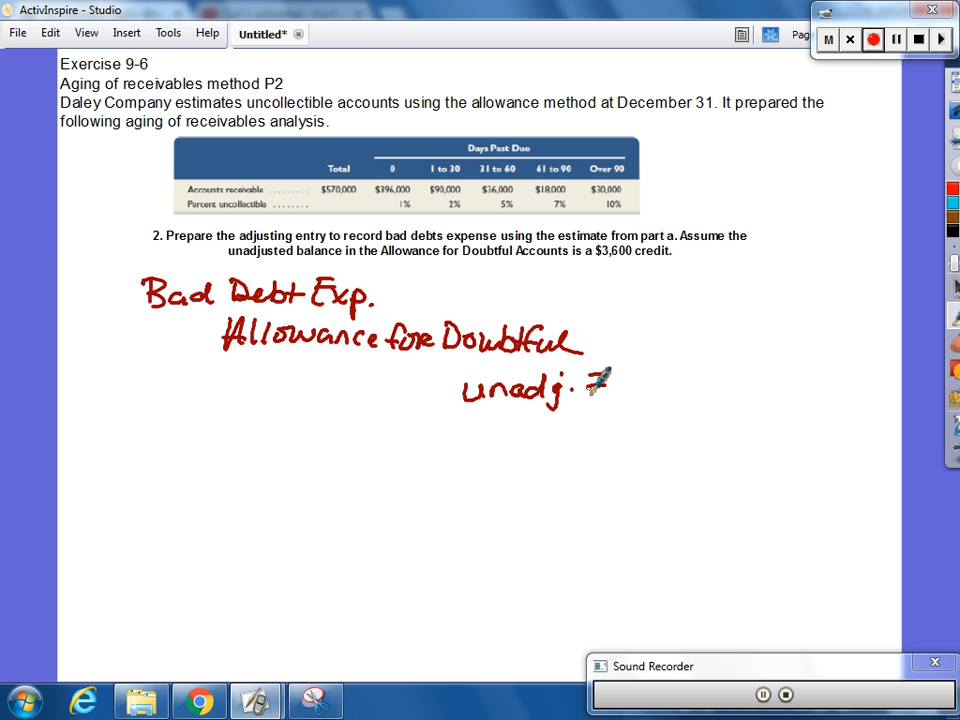 ActivInspire - Studio
File Edit View Insert Tools Help Untitled* Pag
M
Exercise 9-6
Aging of receivables method P2
Daley Company estimates uncollectible accounts using the allowance method at December 31. It prepared the
following aging of receivables analysis.
Days Past Due
Total 0 1 to 30 31 to 60 61 to 90 Over 90
Accounts receivable ........ $570,000 $396,000 $90,000 $36,000 $18,000 $30,000
Percent uncollectible ....... 1% 2% 5% 7% 10%
2. Prepare the adjusting entry to record bad debts expense using the estimate from part a. Assume the
unadjusted balance in the Allowance for Doubtful Accounts is a $3,600 credit.
Bad Debt Exp.
Allowance for Doubtful
unadj.
Sound Recorder